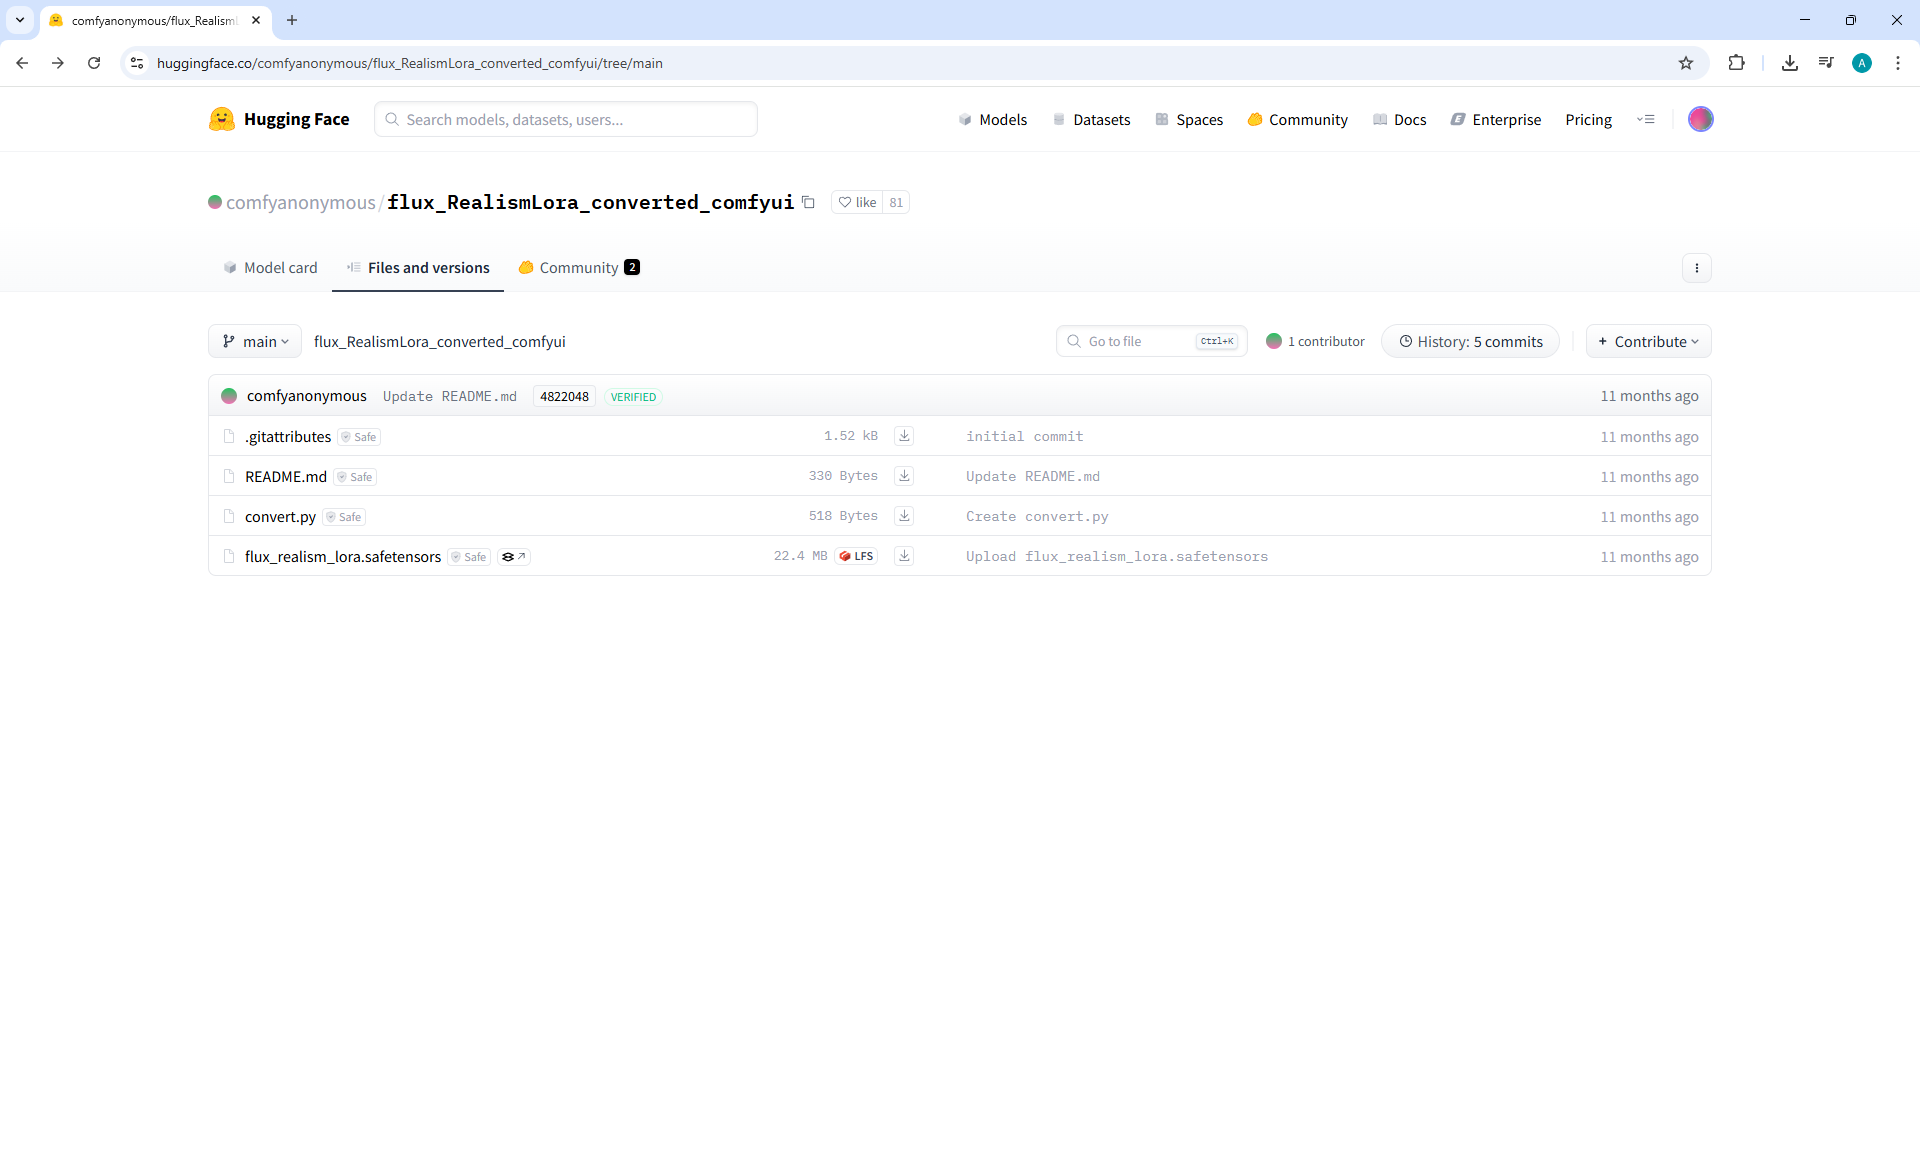 comfyanonymous/flux_RealismL
huggingface.co/comfyanonymous/flux_RealismLora_converted_comfyui/tree/main
A
Hugging Face
Search models, datasets, users...
Models
Datasets
Spaces
Community
Docs
Enterprise
Pricing
comfyanonymous/flux_RealismLora_converted_comfyui
like 81
Model card
Files and versions
Community 2
main
flux_RealismLora_converted_comfyui
Go to file Ctrl+K
1 contributor
History: 5 commits
+ Contribute
comfyanonymous Update README.md 4822048 VERIFIED 11 months ago
.gitattributes Safe 1.52 kB initial commit 11 months ago
README.md Safe 330 Bytes Update README.md 11 months ago
convert.py Safe 518 Bytes Create convert.py 11 months ago
flux_realism_lora.safetensors Safe 22.4 MB LFS Upload flux_realism_lora.safetensors 11 months ago